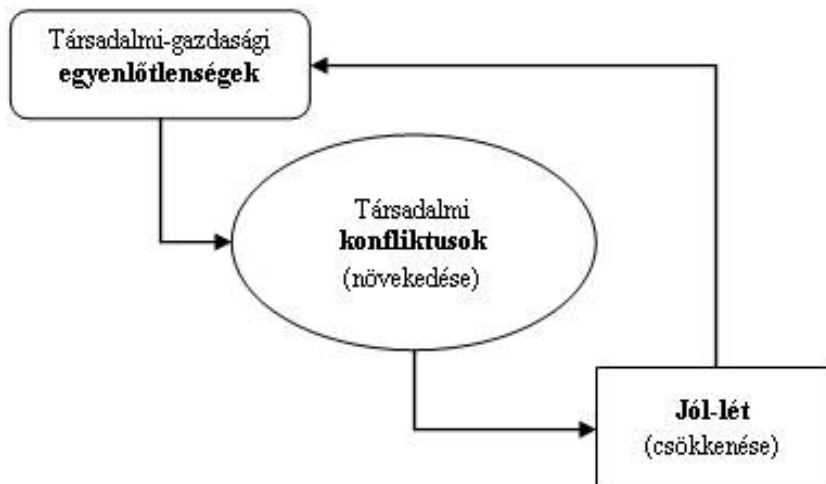 Társadalmi-gazdasági
egyenlőtlenségek
Társadalmi
konfliktusok
(növekedése)
Jól-lét
(csökkenése)